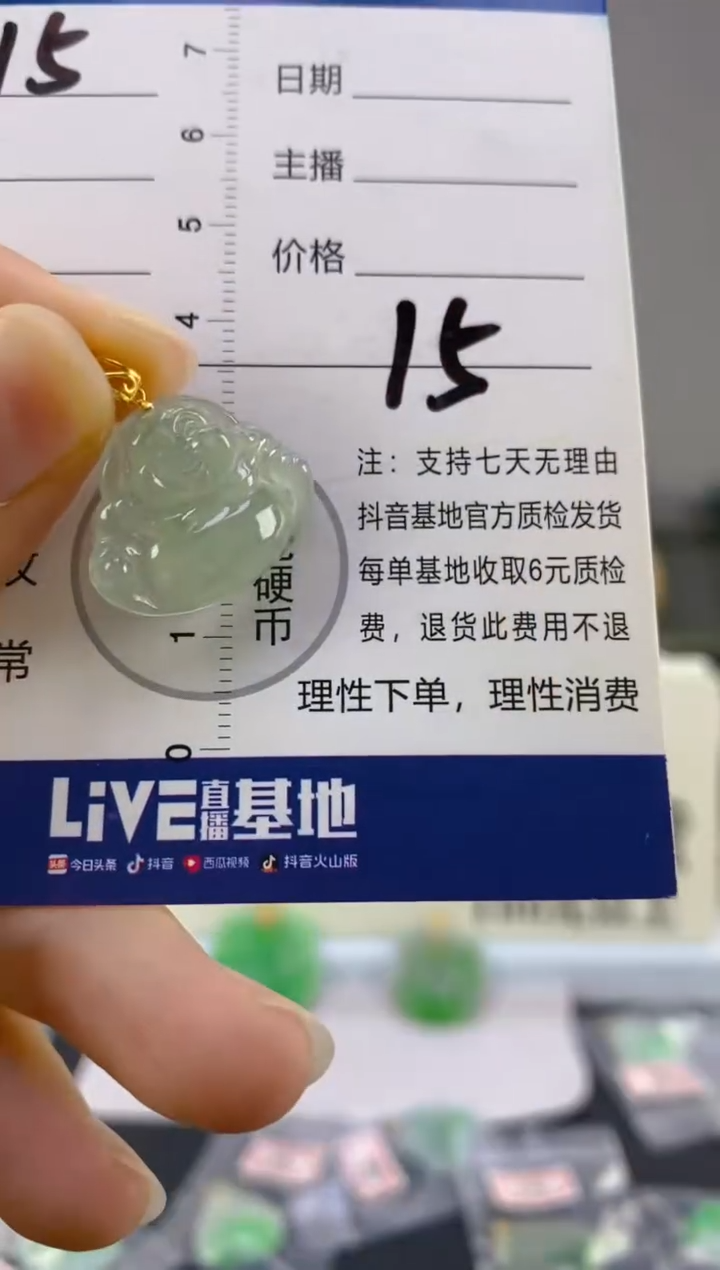 15
7
日期
6
主播
5
价格
4
15
注：支持七天无理由
抖音基地官方质检发货
每单基地收取6元质检
费，退货此费用不退
硬币
1
常
理性下单，理性消费
0
LiVE直播基地
头条 今日头条 抖音 西瓜视频 抖音火山版